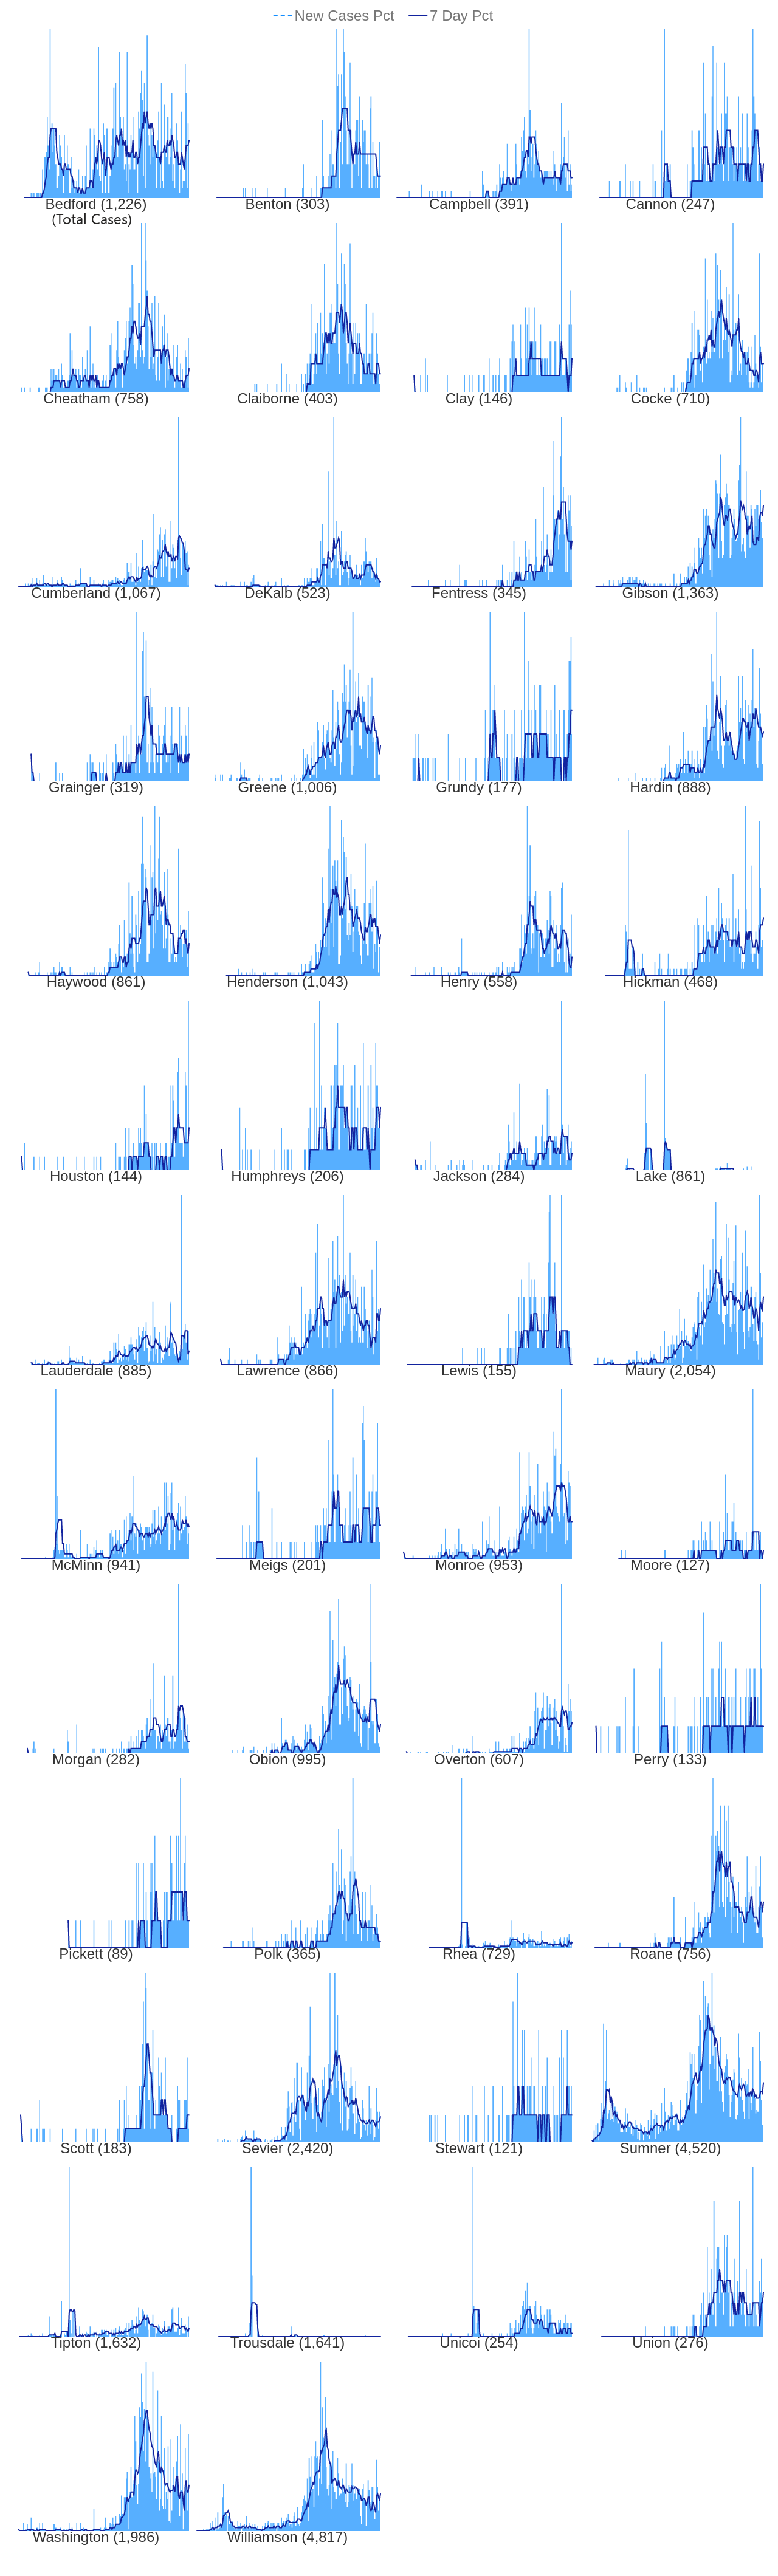 New Cases Pct 7 Day Pct
Bedford (1,226) Benton (303) Campbell (391) Cannon (247)
(Total Cases)
Cheatham (758) Claiborne (403) Clay (146) Cocke (710)
Cumberland (1,067) DeKalb (523) Fentress (345) Gibson (1,363)
Grainger (319) Greene (1,006) Grundy (177) Hardin (888)
Haywood (861) Henderson (1,043) Henry (558) Hickman (468)
Houston (144) Humphreys (206) Jackson (284) Lake (861)
Lauderdale (885) Lawrence (866) Lewis (155) Maury (2,054)
McMinn (941) Meigs (201) Monroe (953) Moore (127)
Morgan (282) Obion (995) Overton (607) Perry (133)
Pickett (89) Polk (365) Rhea (729) Roane (756)
Scott (183) Sevier (2,420) Stewart (121) Sumner (4,520)
Tipton (1,632) Trousdale (1,641) Unicoi (254) Union (276)
Washington (1,986) Williamson (4,817)